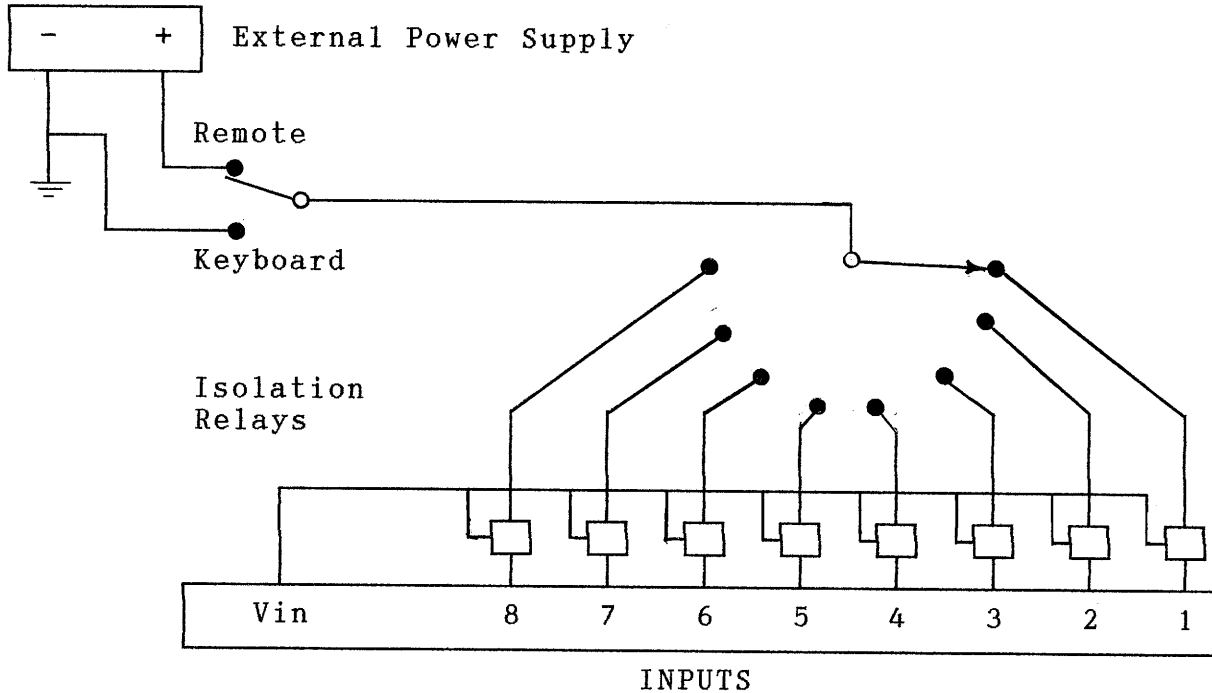 - + External Power Supply
Remote
Keyboard
Isolation
Relays
Vin 8 7 6 5 4 3 2 1
INPUTS